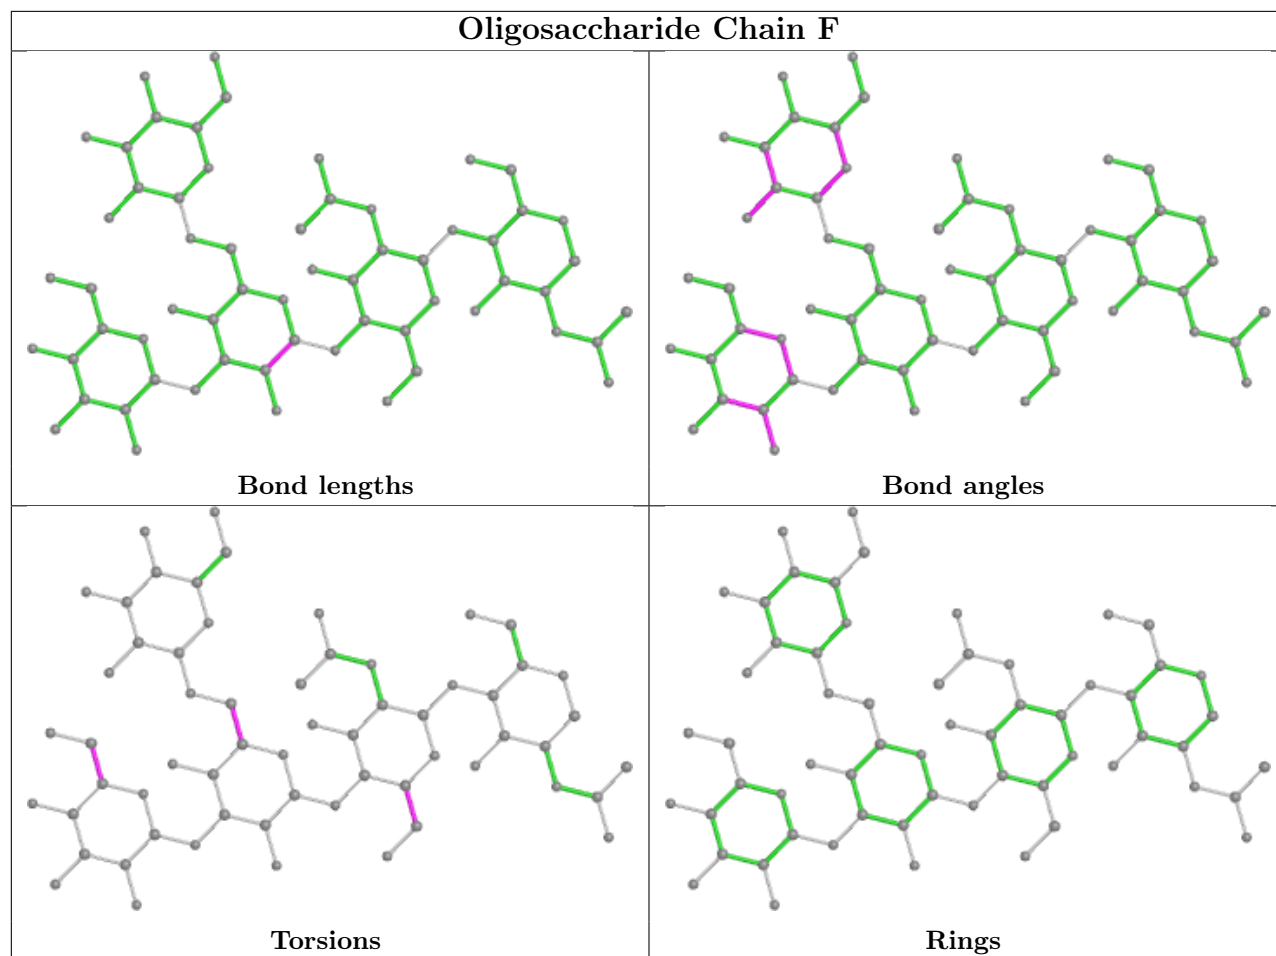 Oligosaccharide Chain F
Bond lengths
Bond angles
Torsions
Rings